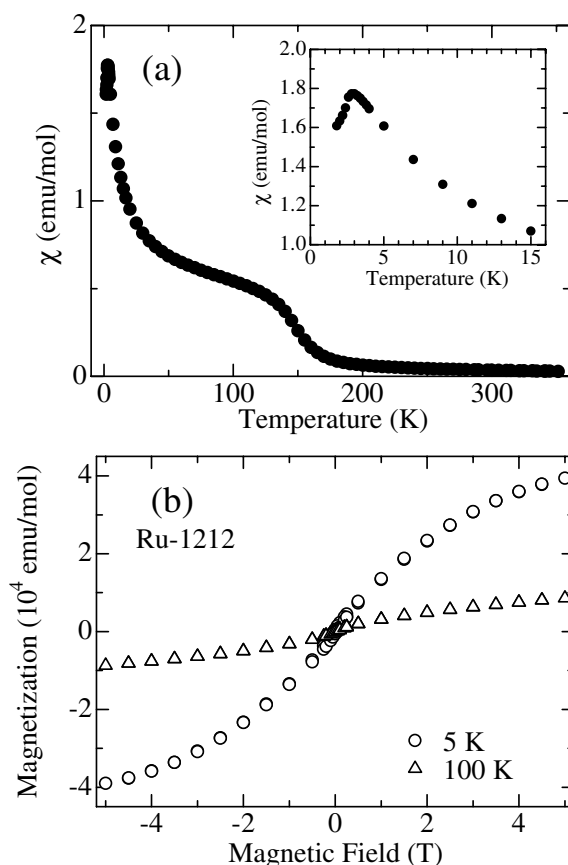 2
(a)
χ (emu/mol)
1
0
0
100
200
300
Temperature (K)
2.0
1.8
1.6
1.4
1.2
1.0
χ (emu/mol)
0
5
10
15
Temperature (K)
4
(b)
Ru-1212
2
0
-2
-4
Magnetization (10⁴ emu/mol)
5 K
100 K
-4
-2
0
2
4
Magnetic Field (T)